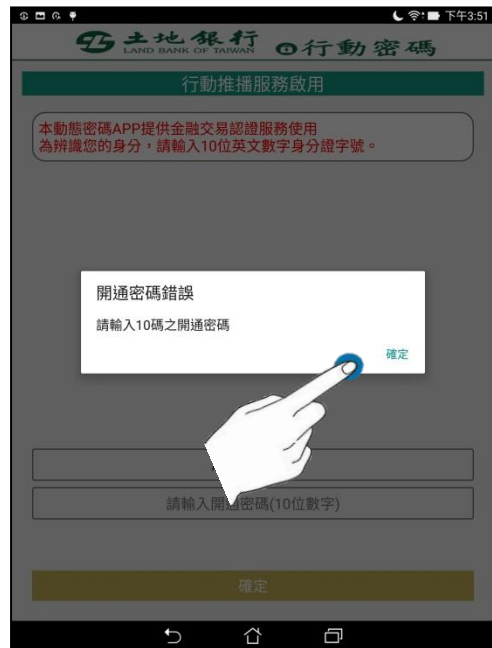 下午3:51
土地銀行
LAND BANK OF TAIWAN
行動密碼
行動推播服務啟用
本動態密碼APP提供金融交易認證服務使用
為辨識您的身分，請輸入10位英文數字身分證字號。
開通密碼錯誤
請輸入10碼之開通密碼
確定
請輸入開通密碼(10位數字)
確定